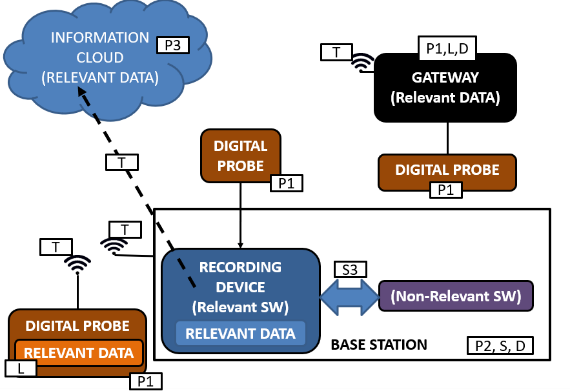 INFORMATION
CLOUD
(RELEVANT DATA)
P3
T
P1,L,D
GATEWAY
(Relevant DATA)
DIGITAL PROBE
P1
DIGITAL
PROBE
P1
T
T
T
RECORDING
DEVICE
(Relevant SW)
RELEVANT DATA
S3
(Non-Relevant SW)
BASE STATION
P2, S, D
DIGITAL PROBE
RELEVANT DATA
L
P1